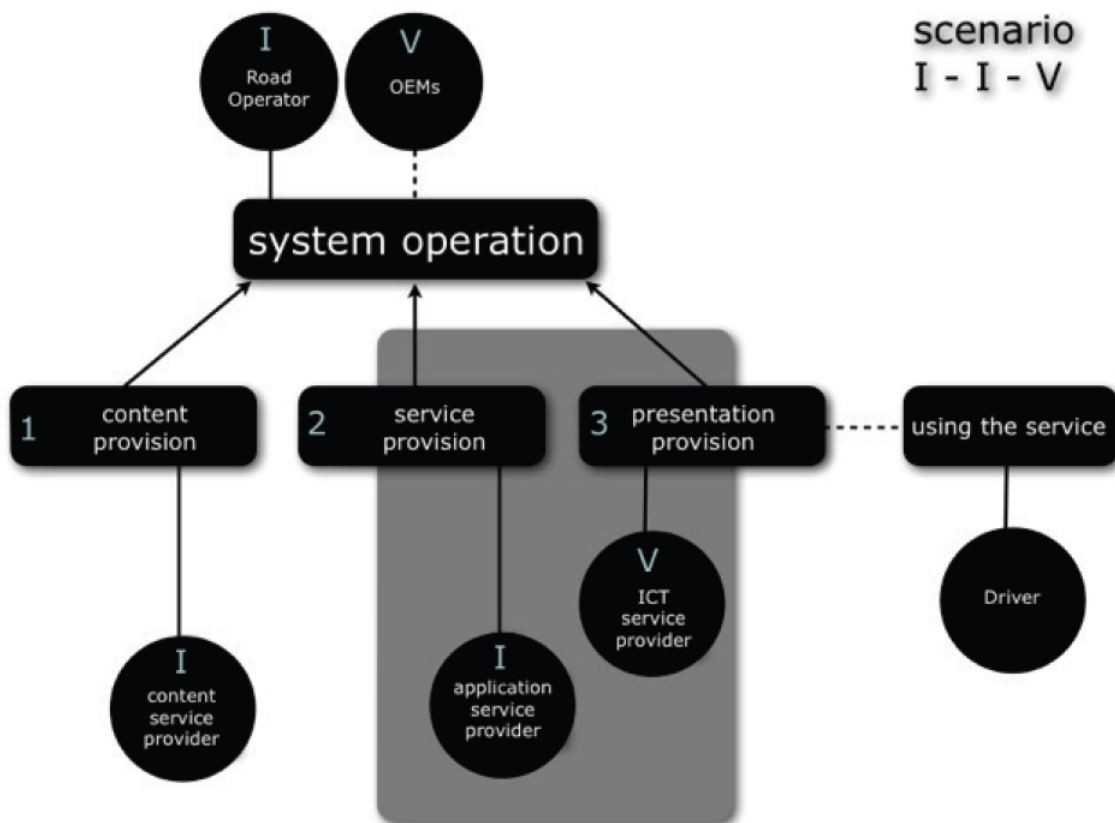 scenario
I - I - V
I
Road
Operator
V
OEMs
system operation
1
content
provision
2
service
provision
3
presentation
provision
using the service
I
content
service
provider
I
application
service
provider
V
ICT
service
provider
Driver